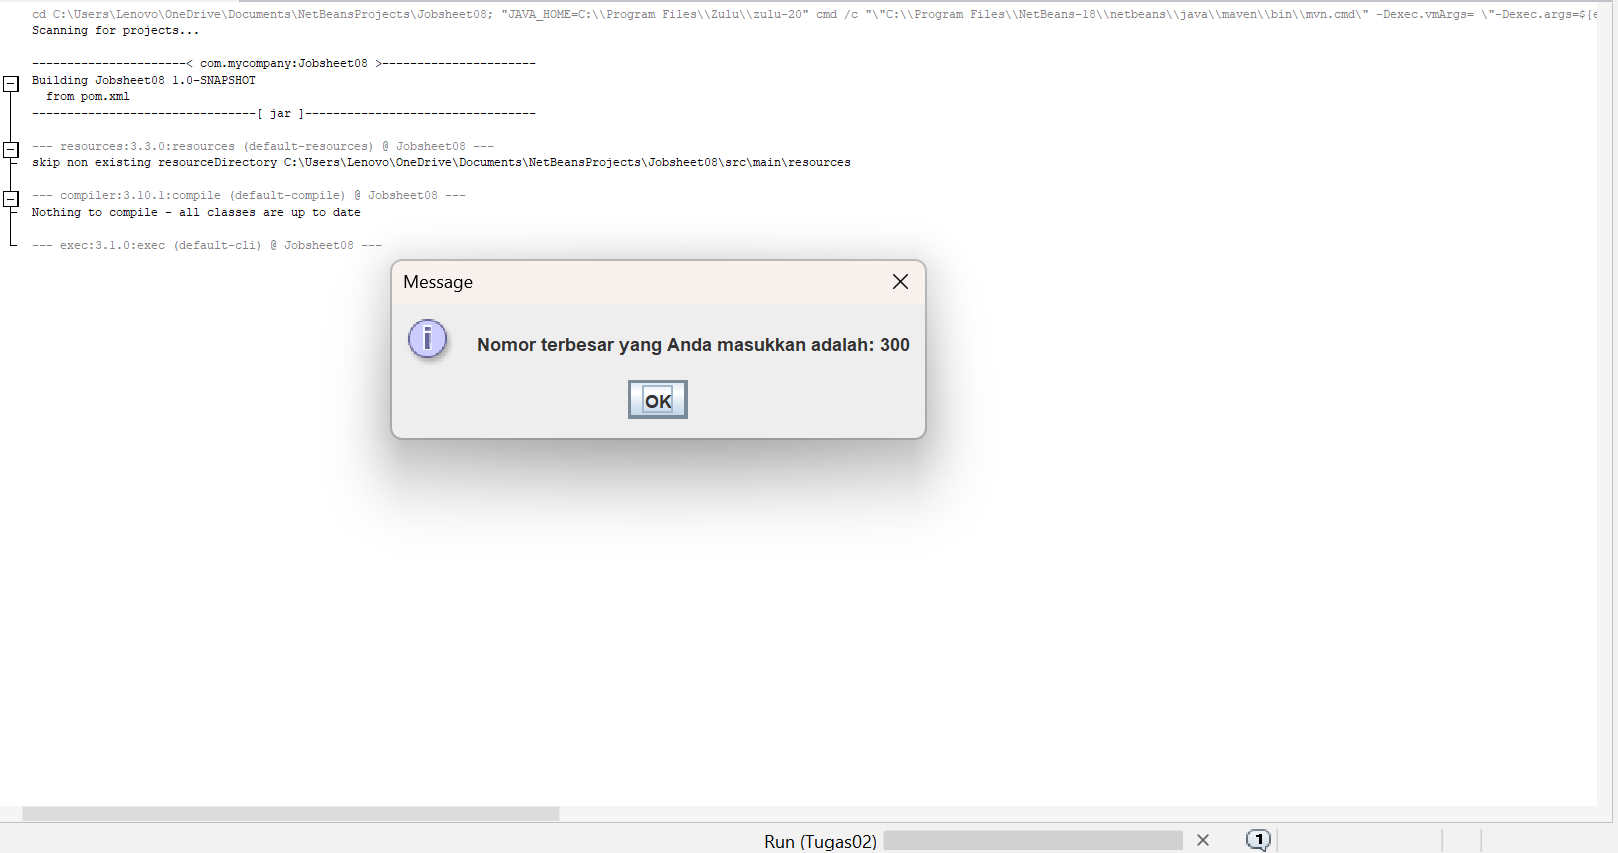 cd C:\Users\Lenovo\OneDrive\Documents\NetBeansProjects\Jobsheet08; "JAVA_HOME=C:\\Program Files\\Zulu\\zulu-20" cmd /c "\"C:\\Program Files\\NetBeans-18\\netbeans\\java\\maven\\bin\\mvn.cmd\" -Dexec.vmArgs= \"-Dexec.args=${e
Scanning for projects...
----------------------< com.mycompany:Jobsheet08 >----------------------
Building Jobsheet08 1.0-SNAPSHOT
from pom.xml
--------------------------------[ jar ]---------------------------------
--- resources:3.3.0:resources (default-resources) @ Jobsheet08 ---
skip non existing resourceDirectory C:\Users\Lenovo\OneDrive\Documents\NetBeansProjects\Jobsheet08\src\main\resources
--- compiler:3.10.1:compile (default-compile) @ Jobsheet08 ---
Nothing to compile - all classes are up to date
--- exec:3.1.0:exec (default-cli) @ Jobsheet08 ---
Message
i
Nomor terbesar yang Anda masukkan adalah: 300
OK
Run (Tugas02)
1